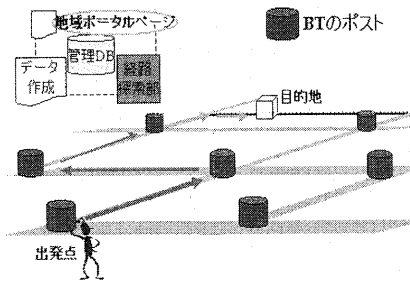 地域ポータルページ
管理DB
データ
作成
経路
探索部
BTのポスト
目的地
出発点